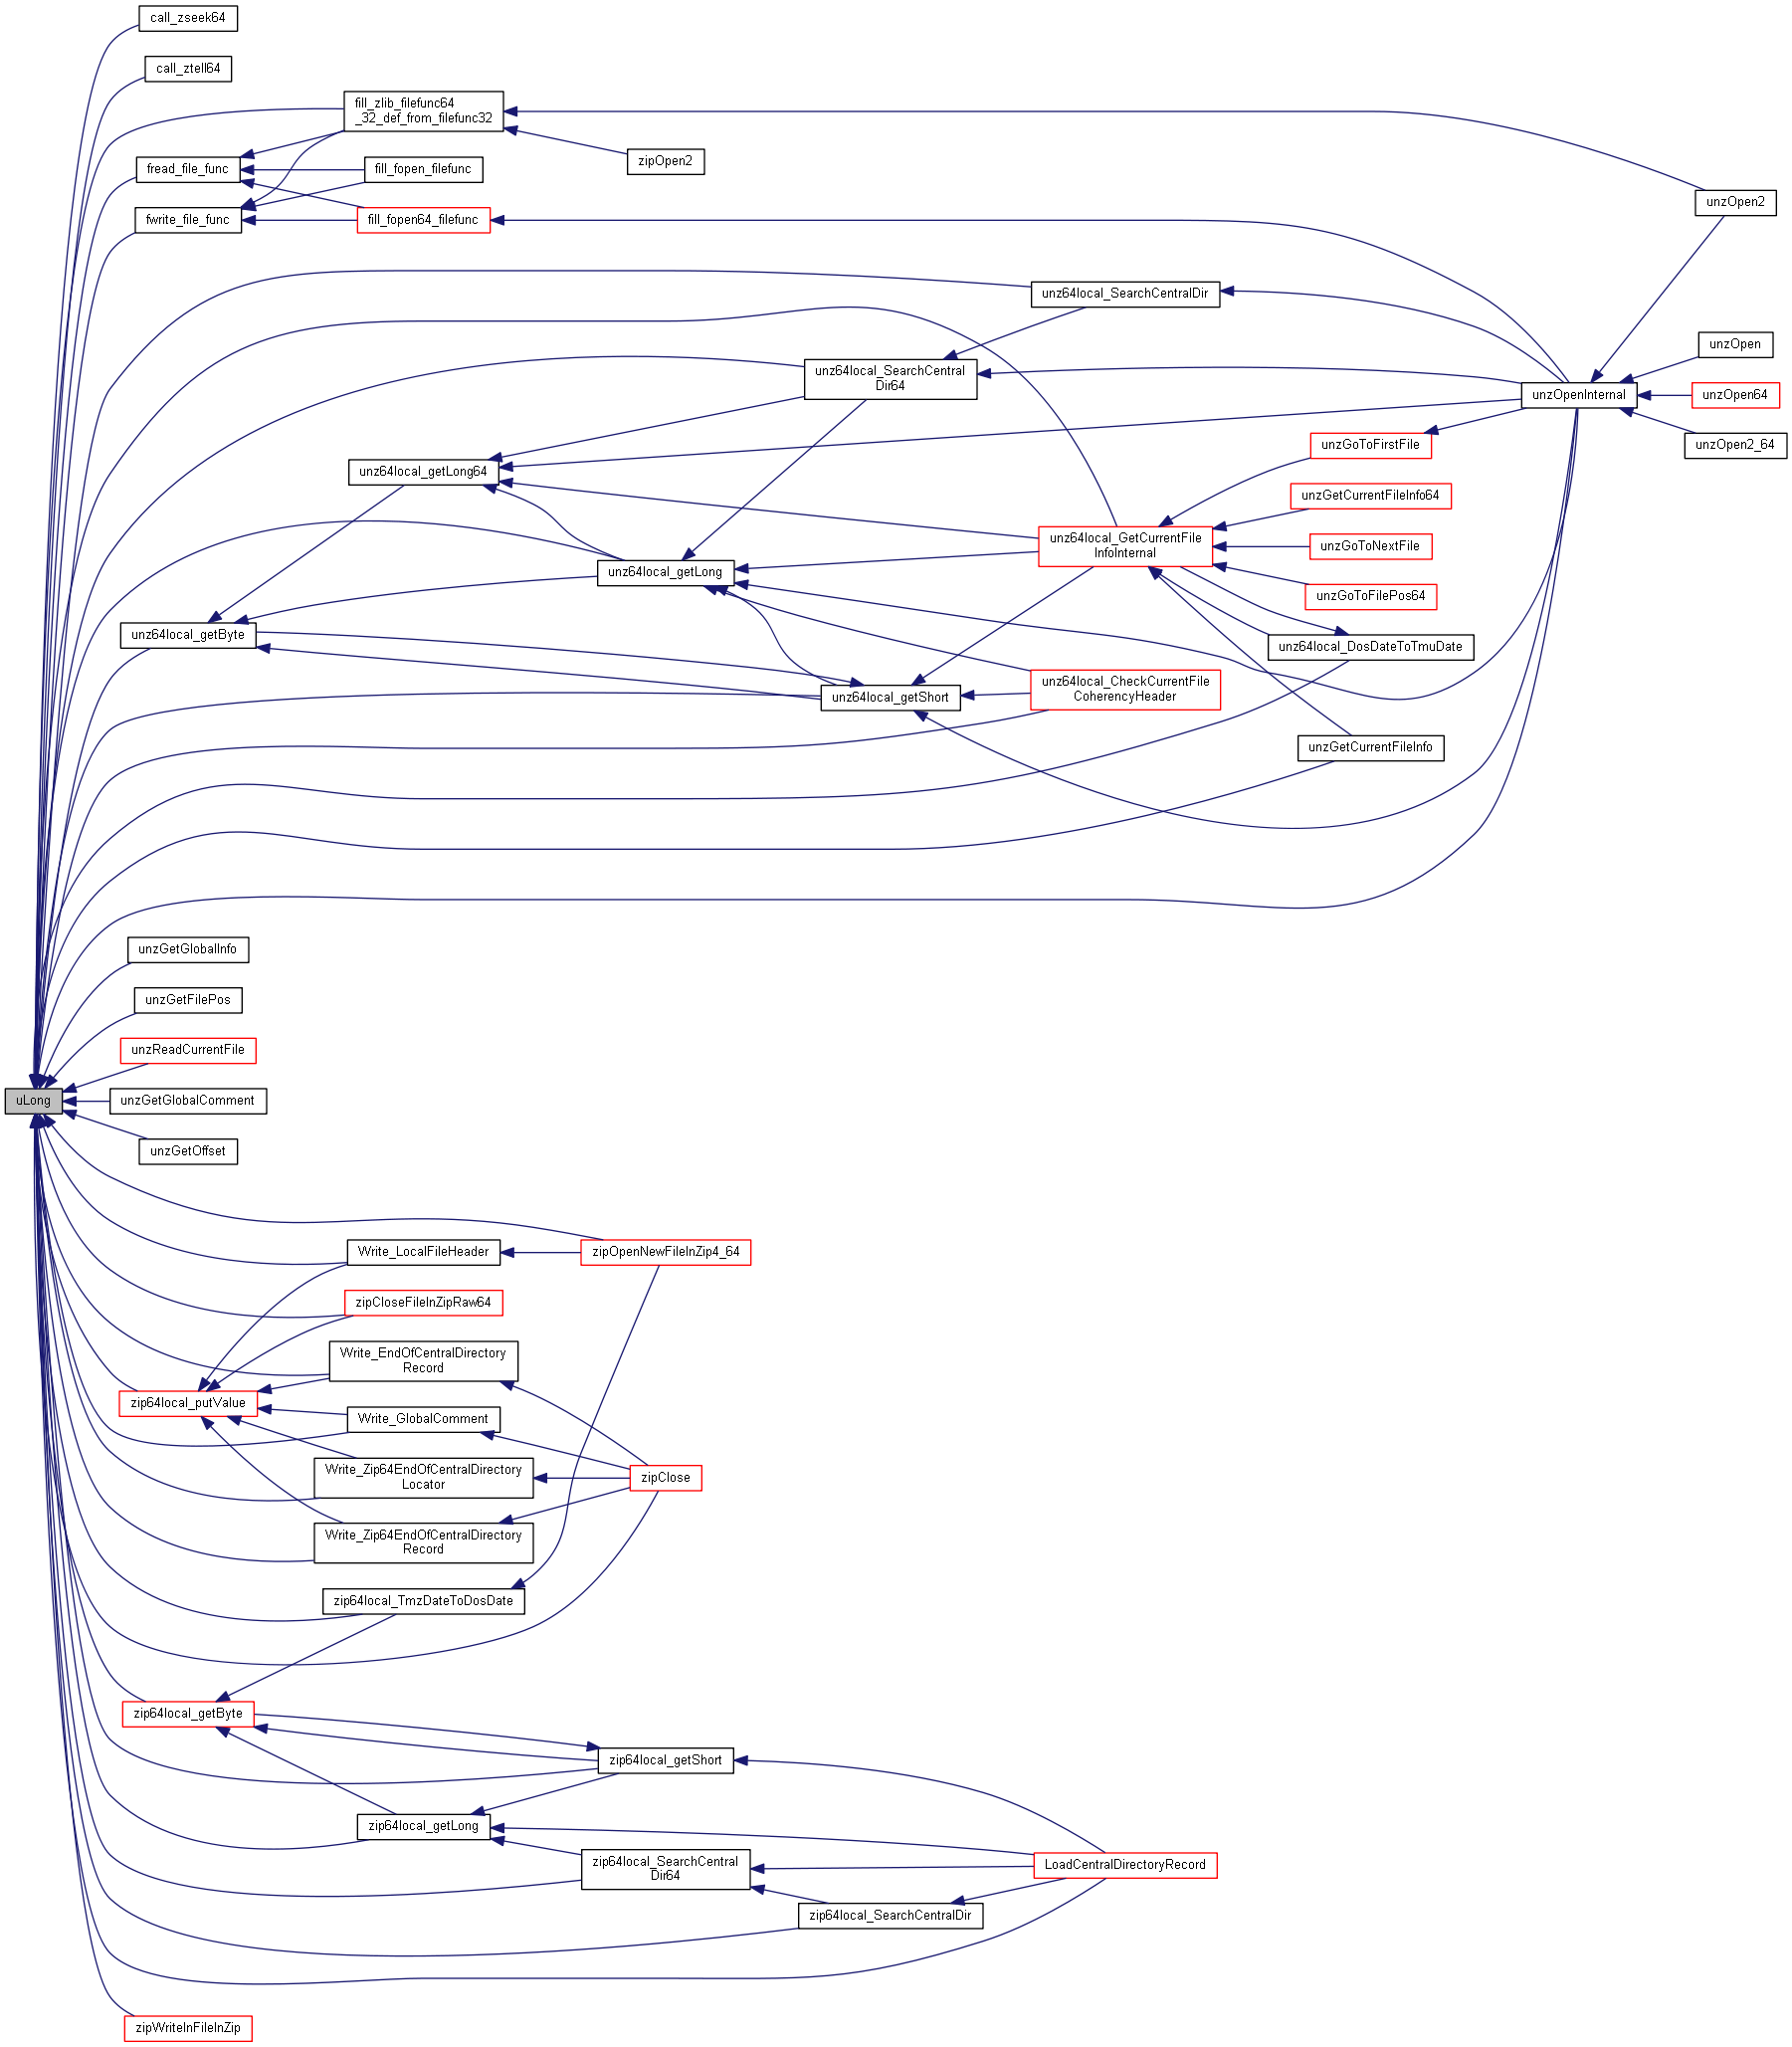 call_zseek64
call_ztell64
fill_zlib_filefunc64
_32_def_from_filefunc32
zipOpen2
fread_file_func
fill_fopen_filefunc
unzOpen2
fwrite_file_func
fill_fopen64_filefunc
unz64local_SearchCentralDir
unzOpen
unz64local_SearchCentral
Dir64
unzOpenInternal
unzOpen64
unzOpen2_64
unzGoToFirstFile
unz64local_getLong64
unzGetCurrentFileInfo64
unz64local_GetCurrentFile
InfoInternal
unzGoToNextFile
unz64local_getLong
unzGoToFilePos64
unz64local_getByte
unz64local_DosDateToTmuDate
unz64local_CheckCurrentFile
CoherencyHeader
unz64local_getShort
unzGetCurrentFileInfo
unzGetGlobalInfo
unzGetFilePos
unzReadCurrentFile
uLong
unzGetGlobalComment
unzGetOffset
Write_LocalFileHeader
zipOpenNewFileInZip4_64
zipCloseFileInZipRaw64
Write_EndOfCentralDirectory
Record
zip64local_putValue
Write_GlobalComment
Write_Zip64EndOfCentralDirectory
Locator
zipClose
Write_Zip64EndOfCentralDirectory
Record
zip64local_TmzDateToDosDate
zip64local_getByte
zip64local_getShort
zip64local_getLong
zip64local_SearchCentral
Dir64
LoadCentralDirectoryRecord
zip64local_SearchCentralDir
zipWriteInFileInZip